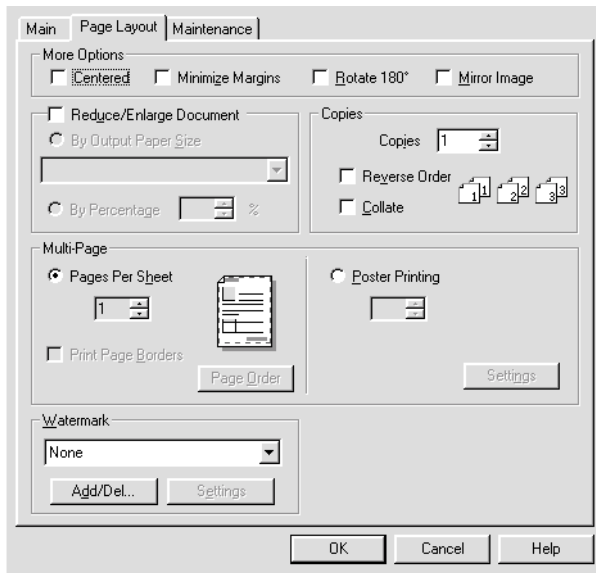 Main Page Layout Maintenance
More Options
Centered Minimize Margins Rotate 180° Mirror Image
Reduce/Enlarge Document
By Output Paper Size
By Percentage %
Copies
Copies 1
Reverse Order
Collate
1 1 2 2 3 3
Multi-Page
Pages Per Sheet
1
Print Page Borders
Page Order
Poster Printing
Settings
Watermark
None
Add/Del... Settings
OK Cancel Help